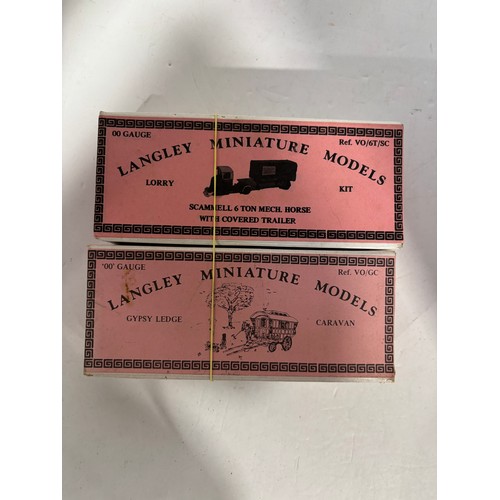 00 GAUGE Ref. VO/6T/SC
LANGLEY MINIATURE MODELS
LORRY KIT
SCAMMELL 6 TON MECH. HORSE
WITH COVERED TRAILER
'00' GAUGE Ref. VO/GC
LANGLEY MINIATURE MODELS
GYPSY LEDGE CARAVAN